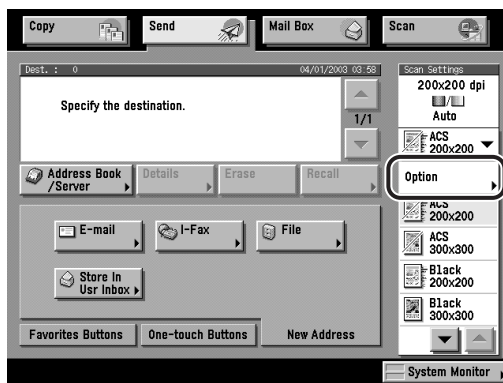 Copy
Send
Mail Box
Scan
Dest. : 0
04/01/2003 03:58
Specify the destination.
1/1
Address Book
/Server
Details
Erase
Recall
E-mail
I-Fax
File
Store In
Usr Inbox
Favorites Buttons
One-touch Buttons
New Address
Scan Settings
200x200 dpi
Auto
ACS
200x200
Option
ACS
200x200
ACS
300x300
Black
200x200
Black
300x300
System Monitor